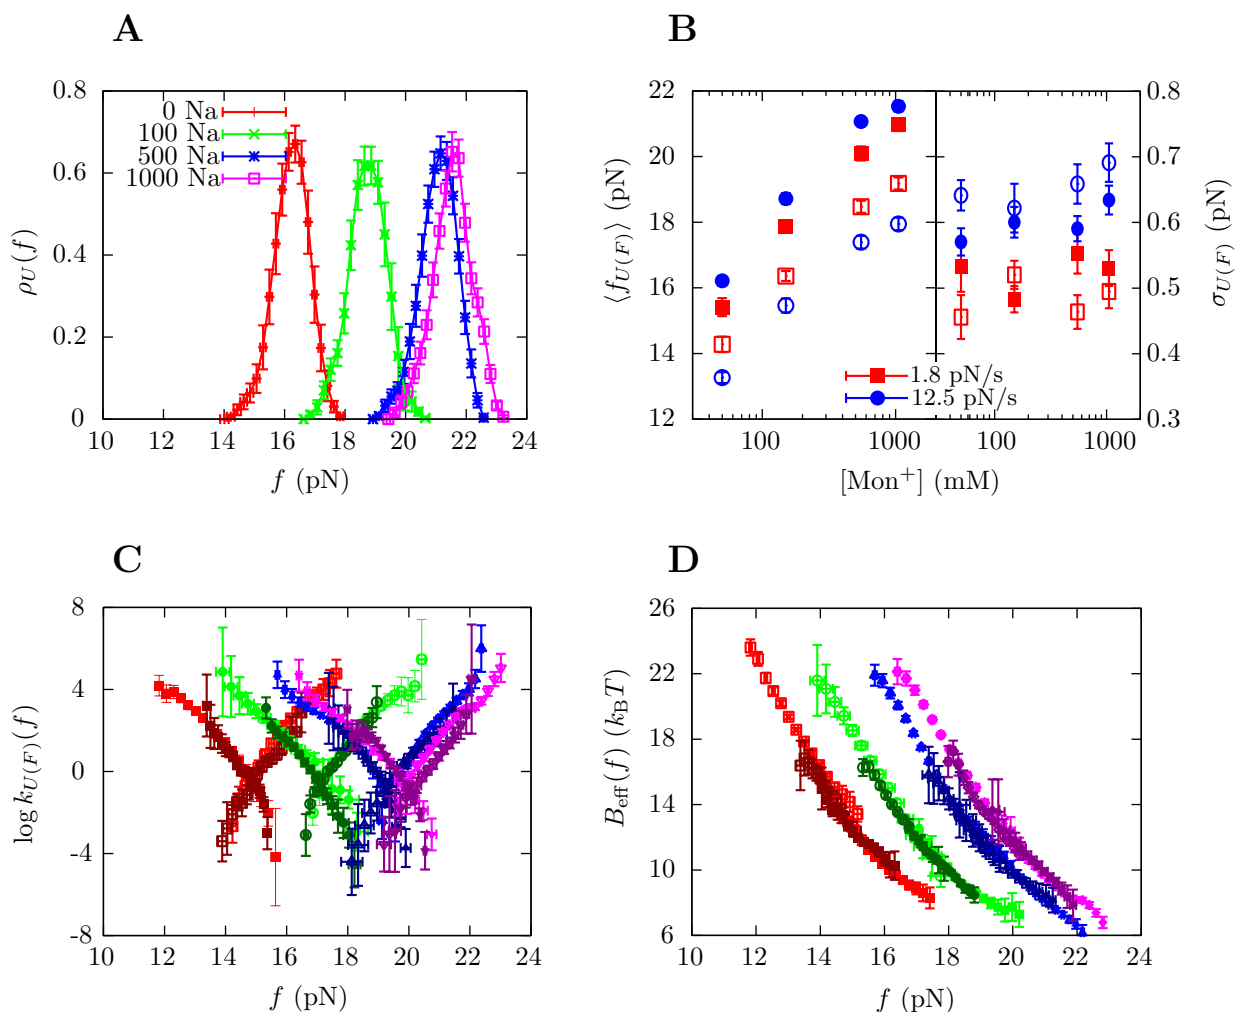 A
0.8
0.6
0.4
0.2
0
ρU(f)
0 Na
100 Na
500 Na
1000 Na
10 12 14 16 18 20 22 24
f (pN)
B
22
20
18
16
14
12
⟨fU(F)⟩ (pN)
0.8
0.7
0.6
0.5
0.4
0.3
σU(F) (pN)
1.8 pN/s
12.5 pN/s
100 1000 100 1000
[Mon+] (mM)
C
8
4
0
-4
-8
log kU(F)(f)
10 12 14 16 18 20 22 24
f (pN)
D
26
22
18
14
10
6
Beff(f) (kBT)
10 12 14 16 18 20 22 24
f (pN)